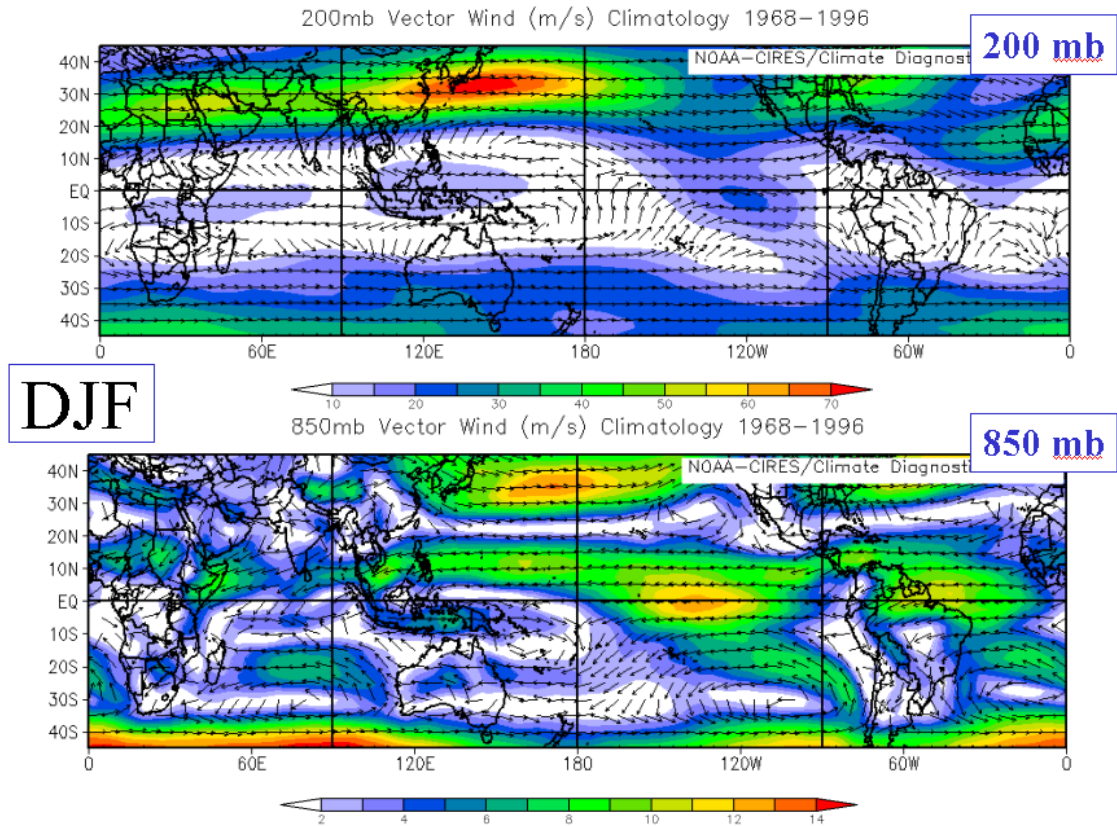 200mb Vector Wind (m/s) Climatology 1968-1996
200 mb
NOAA-CIRES/Climate Diagnost
40N
30N
20N
10N
EQ
10S
20S
30S
40S
0 60E 120E 180 120W 60W 0
10 20 30 40 50 60 70
DJF
850mb Vector Wind (m/s) Climatology 1968-1996
850 mb
NOAA-CIRES/Climate Diagnost
40N
30N
20N
10N
EQ
10S
20S
30S
40S
0 60E 120E 180 120W 60W 0
2 4 6 8 10 12 14